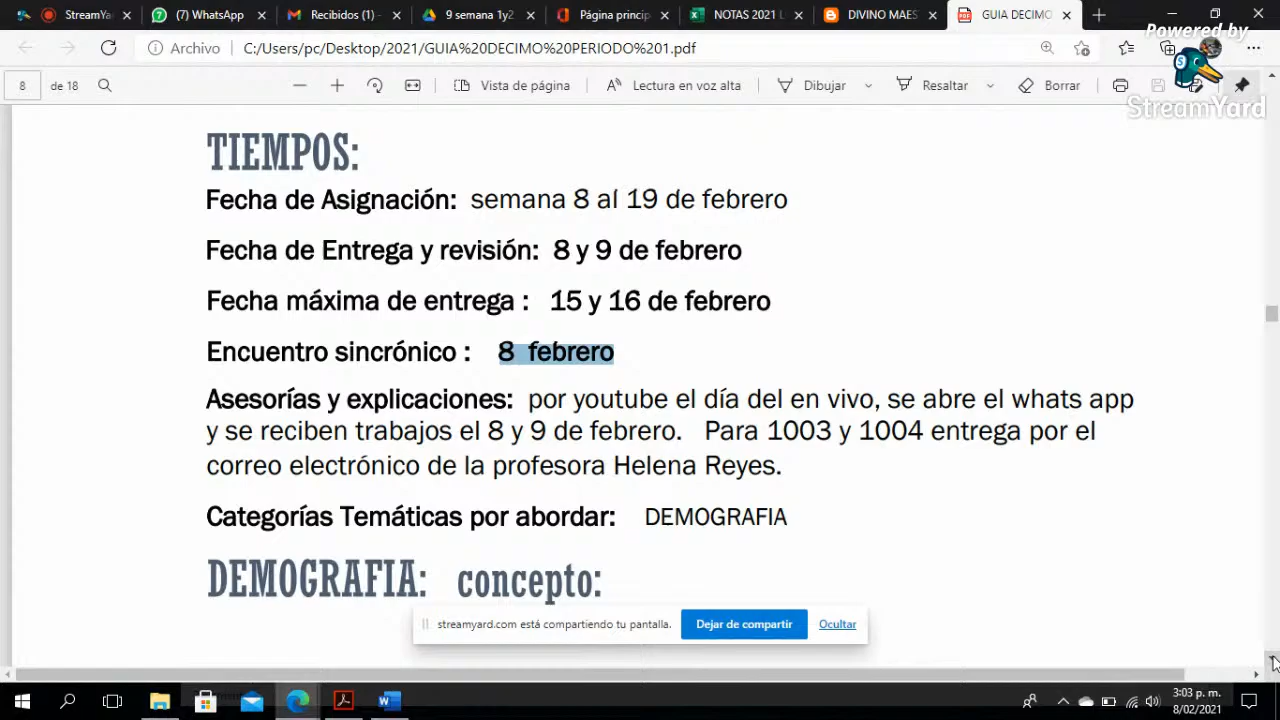 StreamYar
(7) WhatsApp
Recibidos (1) -
9 semana 1y2
Página princip
NOTAS 2021 L
DIVINO MAES
GUIA DECIMO
Powered by
Archivo
C:/Users/pc/Desktop/2021/GUIA%20DECIMO%20PERIODO%201.pdf
8 de 18
Vista de página
Lectura en voz alta
Dibujar
Resaltar
Borrar
StreamYard
TIEMPOS:
Fecha de Asignación: semana 8 al 19 de febrero
Fecha de Entrega y revisión: 8 y 9 de febrero
Fecha máxima de entrega : 15 y 16 de febrero
Encuentro sincrónico : 8 febrero
Asesorías y explicaciones: por youtube el día del en vivo, se abre el whats app
y se reciben trabajos el 8 y 9 de febrero. Para 1003 y 1004 entrega por el
correo electrónico de la profesora Helena Reyes.
Categorías Temáticas por abordar: DEMOGRAFIA
DEMOGRAFIA: concepto:
streamyard.com está compartiendo tu pantalla.
Dejar de compartir
Ocultar
3:03 p. m.
8/02/2021